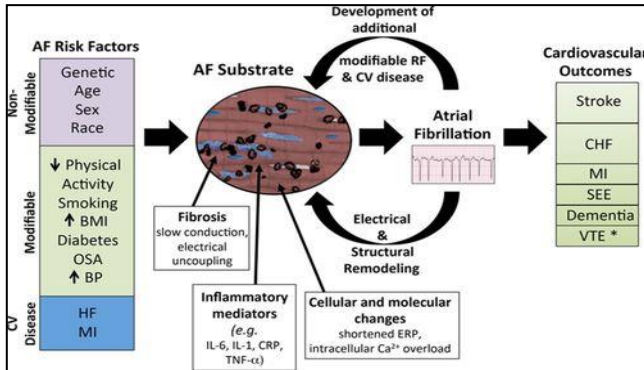 AF Risk Factors
Non-
Modifiable
Genetic
Age
Sex
Race
Modifiable
↓ Physical
Activity
Smoking
↑ BMI
Diabetes
OSA
↑ BP
CV
Disease
HF
MI
AF Substrate
Fibrosis
slow conduction,
electrical
uncoupling
Inflammatory
mediators
(e.g.
IL-6, IL-1, CRP,
TNF-α)
Cellular and molecular
changes
shortened ERP,
intracellular Ca²⁺ overload
Development of
additional
modifiable RF
& CV disease
Atrial
Fibrillation
Electrical
&
Structural
Remodeling
Cardiovascular
Outcomes
Stroke
CHF
MI
SEE
Dementia
VTE *